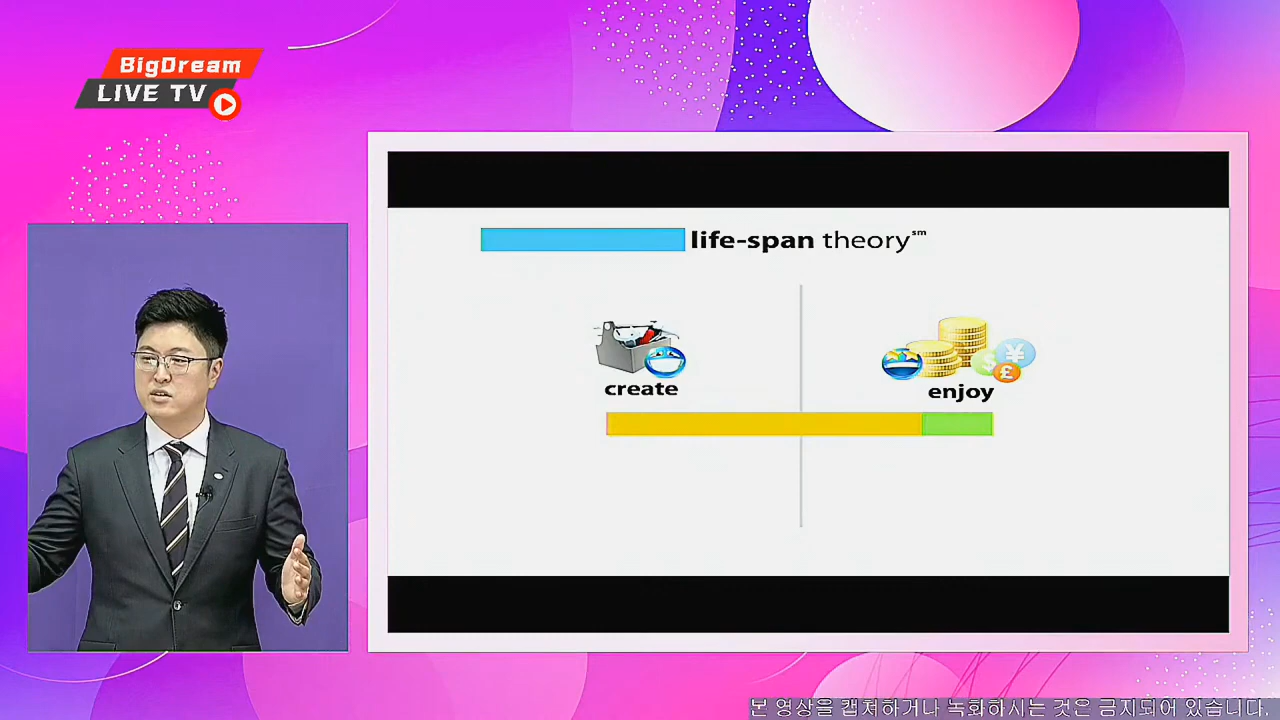 BigDream
LIVE TV
life-span theory℠
create
enjoy
¥
$
£
본 영상을 캡쳐하거나 녹화하시는 것은 금지되어 있습니다.